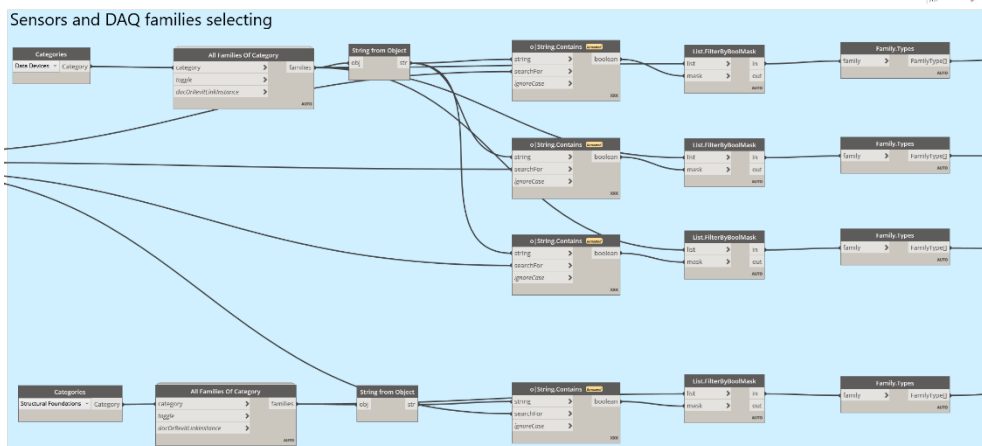 Sensors and DAQ families selecting
Categories
Data Devices Category
All Families Of Category
category > families
toggle >
docOrRevitLinkInstance >
AUTO
String from Object
obj str
o|String.Contains
string > boolean
searchFor >
ignoreCase >
XXX
List.FilterByBoolMask
list > in
mask > out
AUTO
Family.Types
family > FamilyType[]
AUTO
o|String.Contains
string > boolean
searchFor >
ignoreCase >
XXX
List.FilterByBoolMask
list > in
mask > out
AUTO
Family.Types
family > FamilyType[]
AUTO
o|String.Contains
string > boolean
searchFor >
ignoreCase >
XXX
List.FilterByBoolMask
list > in
mask > out
AUTO
Family.Types
family > FamilyType[]
AUTO
Categories
Structural Foundations Category
All Families Of Category
category > families
toggle >
docOrRevitLinkInstance >
AUTO
String from Object
obj str
o|String.Contains
string > boolean
searchFor >
ignoreCase >
XXX
List.FilterByBoolMask
list > in
mask > out
AUTO
Family.Types
family > FamilyType[]
AUTO